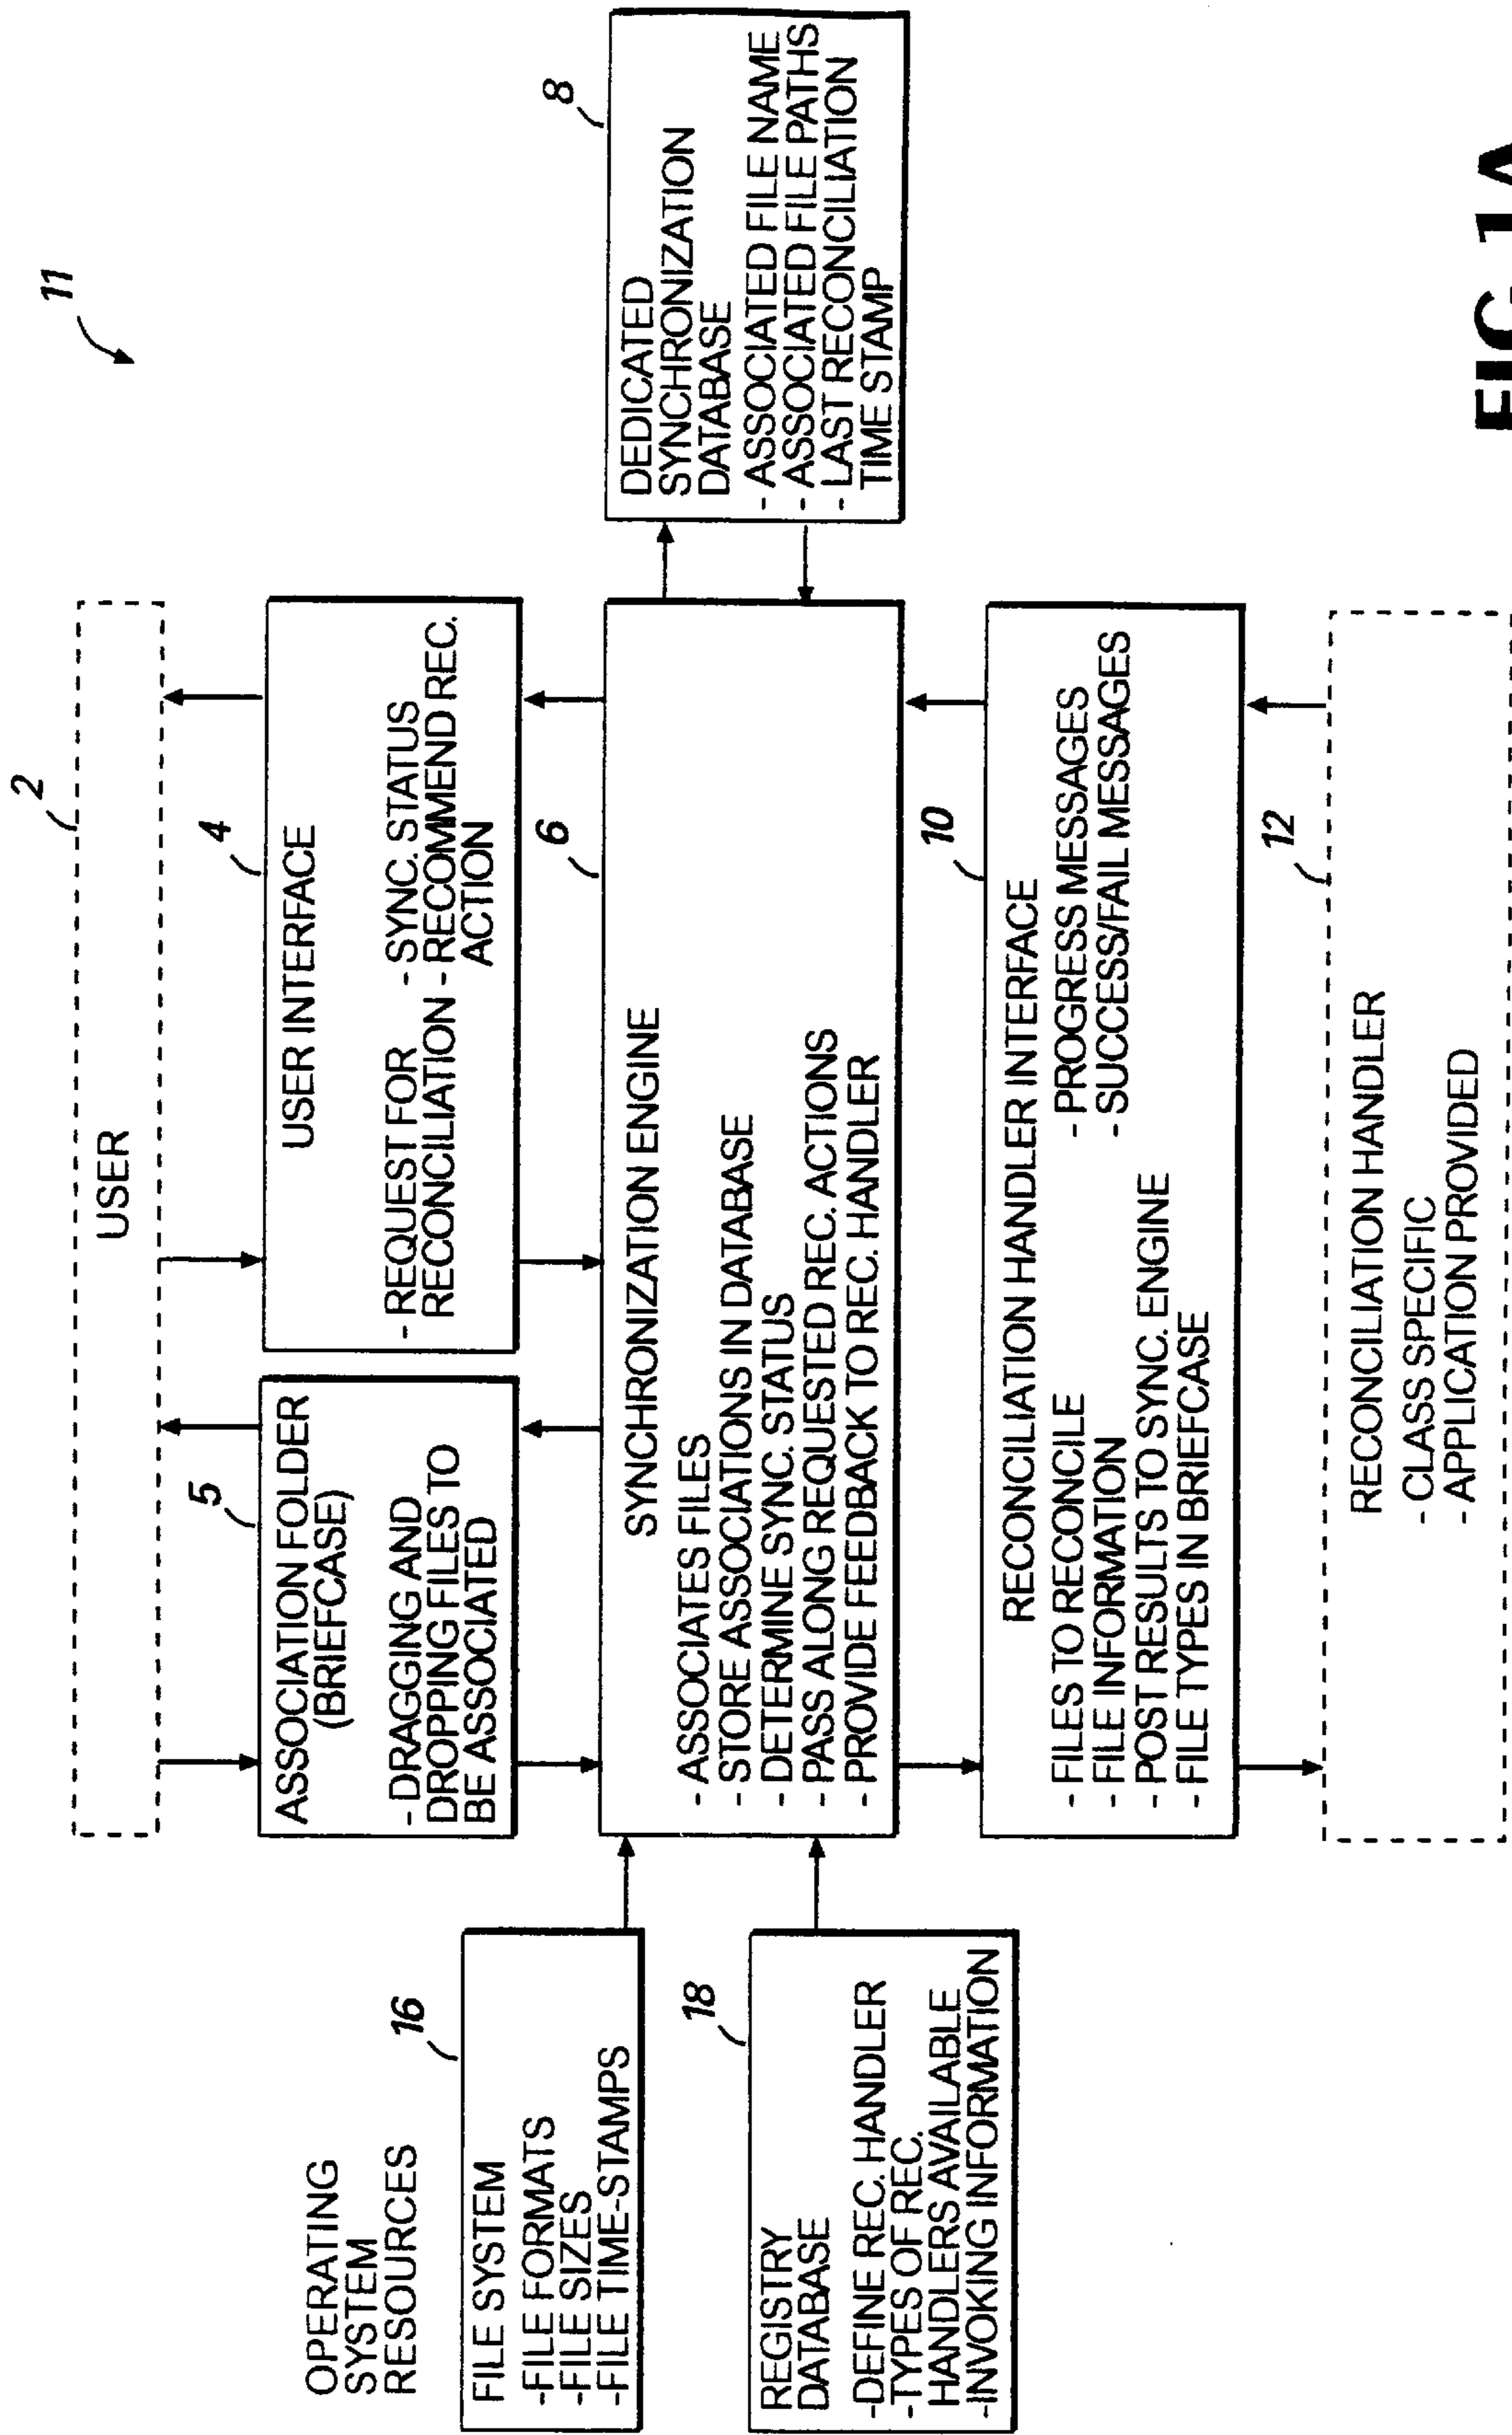 11
2
USER
5
ASSOCIATION FOLDER
(BRIEFCASE)
- DRAGGING AND
DROPPING FILES TO
BE ASSOCIATED
4
USER INTERFACE
- REQUEST FOR
RECONCILIATION
- SYNC. STATUS
- RECOMMEND REC.
ACTION
OPERATING
SYSTEM
RESOURCES
16
FILE SYSTEM
-FILE FORMATS
-FILE SIZES
-FILE TIME-STAMPS
18
REGISTRY
DATABASE
-DEFINE REC. HANDLER
-TYPES OF REC.
HANDLERS AVAILABLE
-INVOKING INFORMATION
6
SYNCHRONIZATION ENGINE
- ASSOCIATES FILES
- STORE ASSOCIATIONS IN DATABASE
- DETERMINE SYNC. STATUS
- PASS ALONG REQUESTED REC. ACTIONS
- PROVIDE FEEDBACK TO REC. HANDLER
8
DEDICATED
SYNCHRONIZATION
DATABASE
- ASSOCIATED FILE NAME
- ASSOCIATED FILE PATHS
- LAST RECONCILIATION
TIME STAMP
10
RECONCILIATION HANDLER INTERFACE
- FILES TO RECONCILE
- FILE INFORMATION
- POST RESULTS TO SYNC. ENGINE
- FILE TYPES IN BRIEFCASE
- PROGRESS MESSAGES
- SUCCESS/FAIL MESSAGES
12
RECONCILIATION HANDLER
- CLASS SPECIFIC
- APPLICATION PROVIDED
FIG. 1A